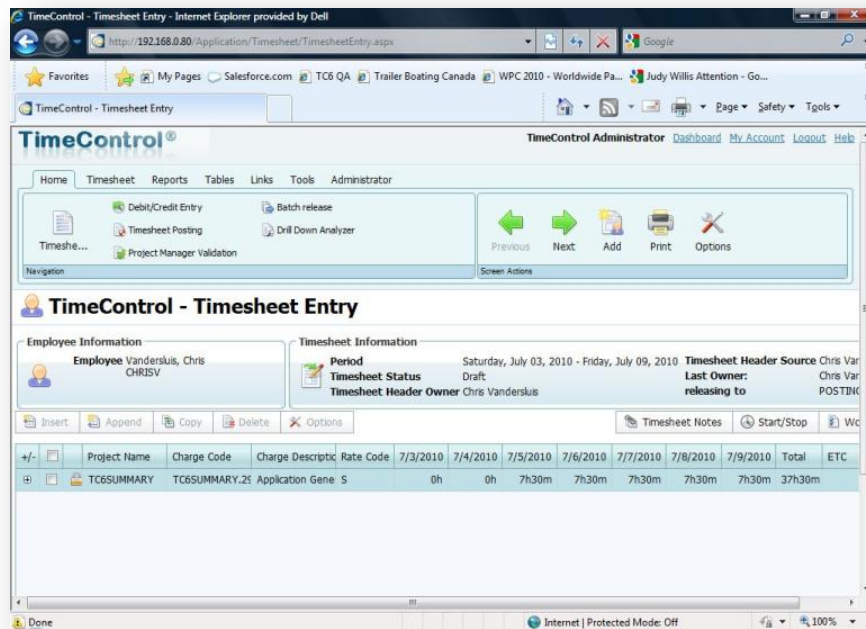 TimeControl - Timesheet Entry - Internet Explorer provided by Dell
http://192.168.0.80/Application/Timesheet/TimesheetEntry.aspx
Google
Favorites
My Pages
Salesforce.com
TC6 QA
Trailer Boating Canada
WPC 2010 - Worldwide Pa...
Judy Willis Attention - Go...
TimeControl - Timesheet Entry
Page
Safety
Tools
TimeControl®
TimeControl Administrator Dashboard My Account Logout Help
Home Timesheet Reports Tables Links Tools Administrator
Timeshe...
Debit/Credit Entry
Timesheet Posting
Project Manager Validation
Batch release
Drill Down Analyzer
Navigation
Previous Next Add Print Options
Screen Actions
TimeControl - Timesheet Entry
Employee Information
Employee Vandersluis, Chris
CHRISV
Timesheet Information
Period Saturday, July 03, 2010 - Friday, July 09, 2010
Timesheet Status Draft
Timesheet Header Owner Chris Vandersluis
Timesheet Header Source Chris Var
Last Owner: Chris Var
releasing to POSTING
Insert Append Copy Delete Options
Timesheet Notes Start/Stop Wo
+/- Project Name Charge Code Charge Descriptic Rate Code 7/3/2010 7/4/2010 7/5/2010 7/6/2010 7/7/2010 7/8/2010 7/9/2010 Total ETC
TC6SUMMARY TC6SUMMARY.29 Application Gene S 0h 0h 7h30m 7h30m 7h30m 7h30m 7h30m 37h30m
Done
Internet | Protected Mode: Off
100%